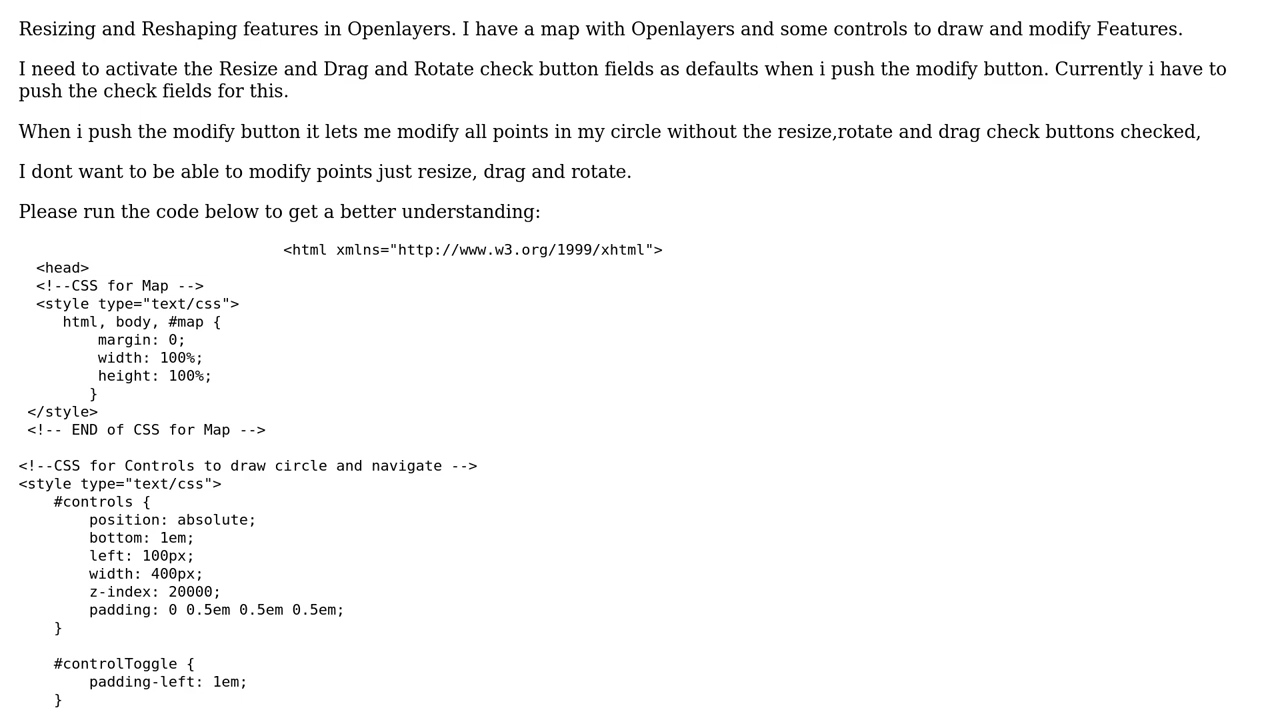 Resizing and Reshaping features in Openlayers. I have a map with Openlayers and some controls to draw and modify Features.
I need to activate the Resize and Drag and Rotate check button fields as defaults when i push the modify button. Currently i have to
push the check fields for this.
When i push the modify button it lets me modify all points in my circle without the resize,rotate and drag check buttons checked,
I dont want to be able to modify points just resize, drag and rotate.
Please run the code below to get a better understanding:
<html xmlns="http://www.w3.org/1999/xhtml">
<head>
<!--CSS for Map -->
<style type="text/css">
html, body, #map {
margin: 0;
width: 100%;
height: 100%;
}
</style>
<!-- END of CSS for Map -->
<!--CSS for Controls to draw circle and navigate -->
<style type="text/css">
#controls {
position: absolute;
bottom: 1em;
left: 100px;
width: 400px;
z-index: 20000;
padding: 0 0.5em 0.5em 0.5em;
}
#controlToggle {
padding-left: 1em;
}